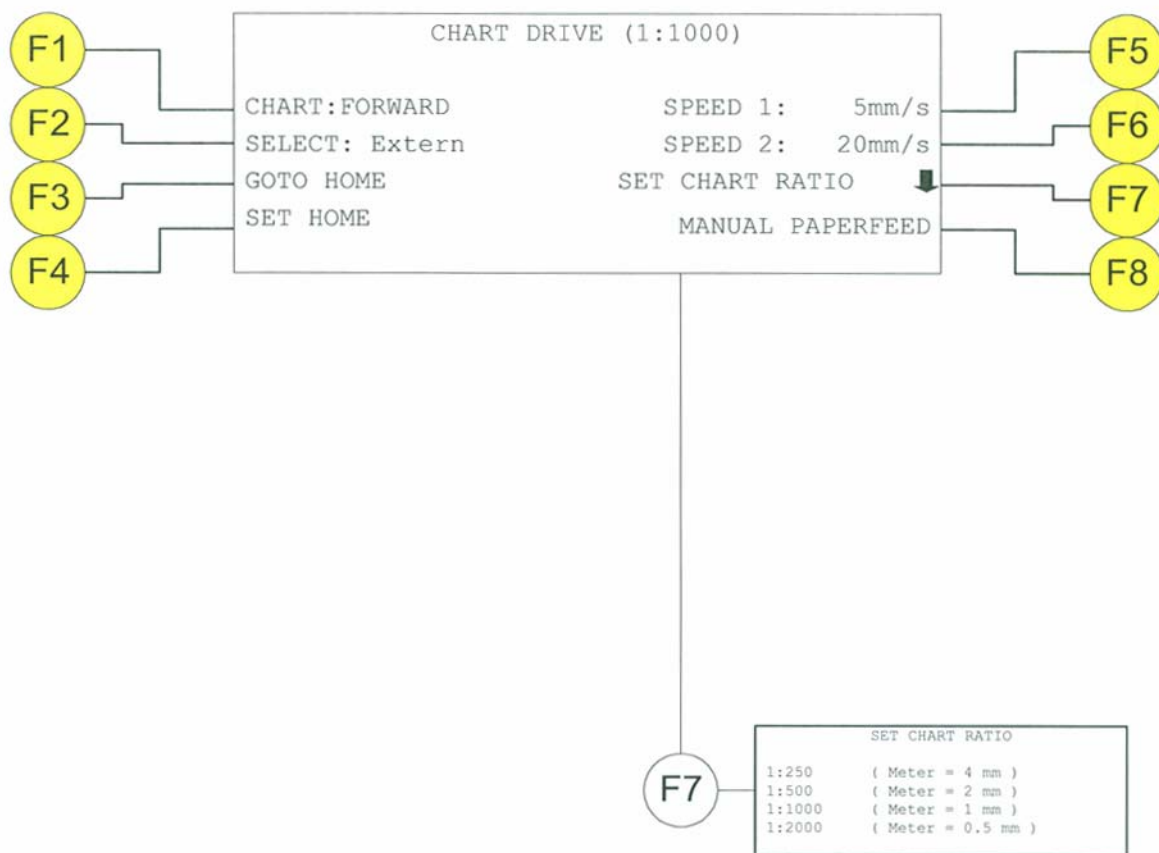 CHART DRIVE (1:1000)
F1
F5
CHART:FORWARD SPEED 1: 5mm/s
F2
F6
SELECT: Extern SPEED 2: 20mm/s
F3
GOTO HOME SET CHART RATIO
F7
SET HOME MANUAL PAPERFEED
F4
F8
F7
SET CHART RATIO
1:250 ( Meter = 4 mm )
1:500 ( Meter = 2 mm )
1:1000 ( Meter = 1 mm )
1:2000 ( Meter = 0.5 mm )